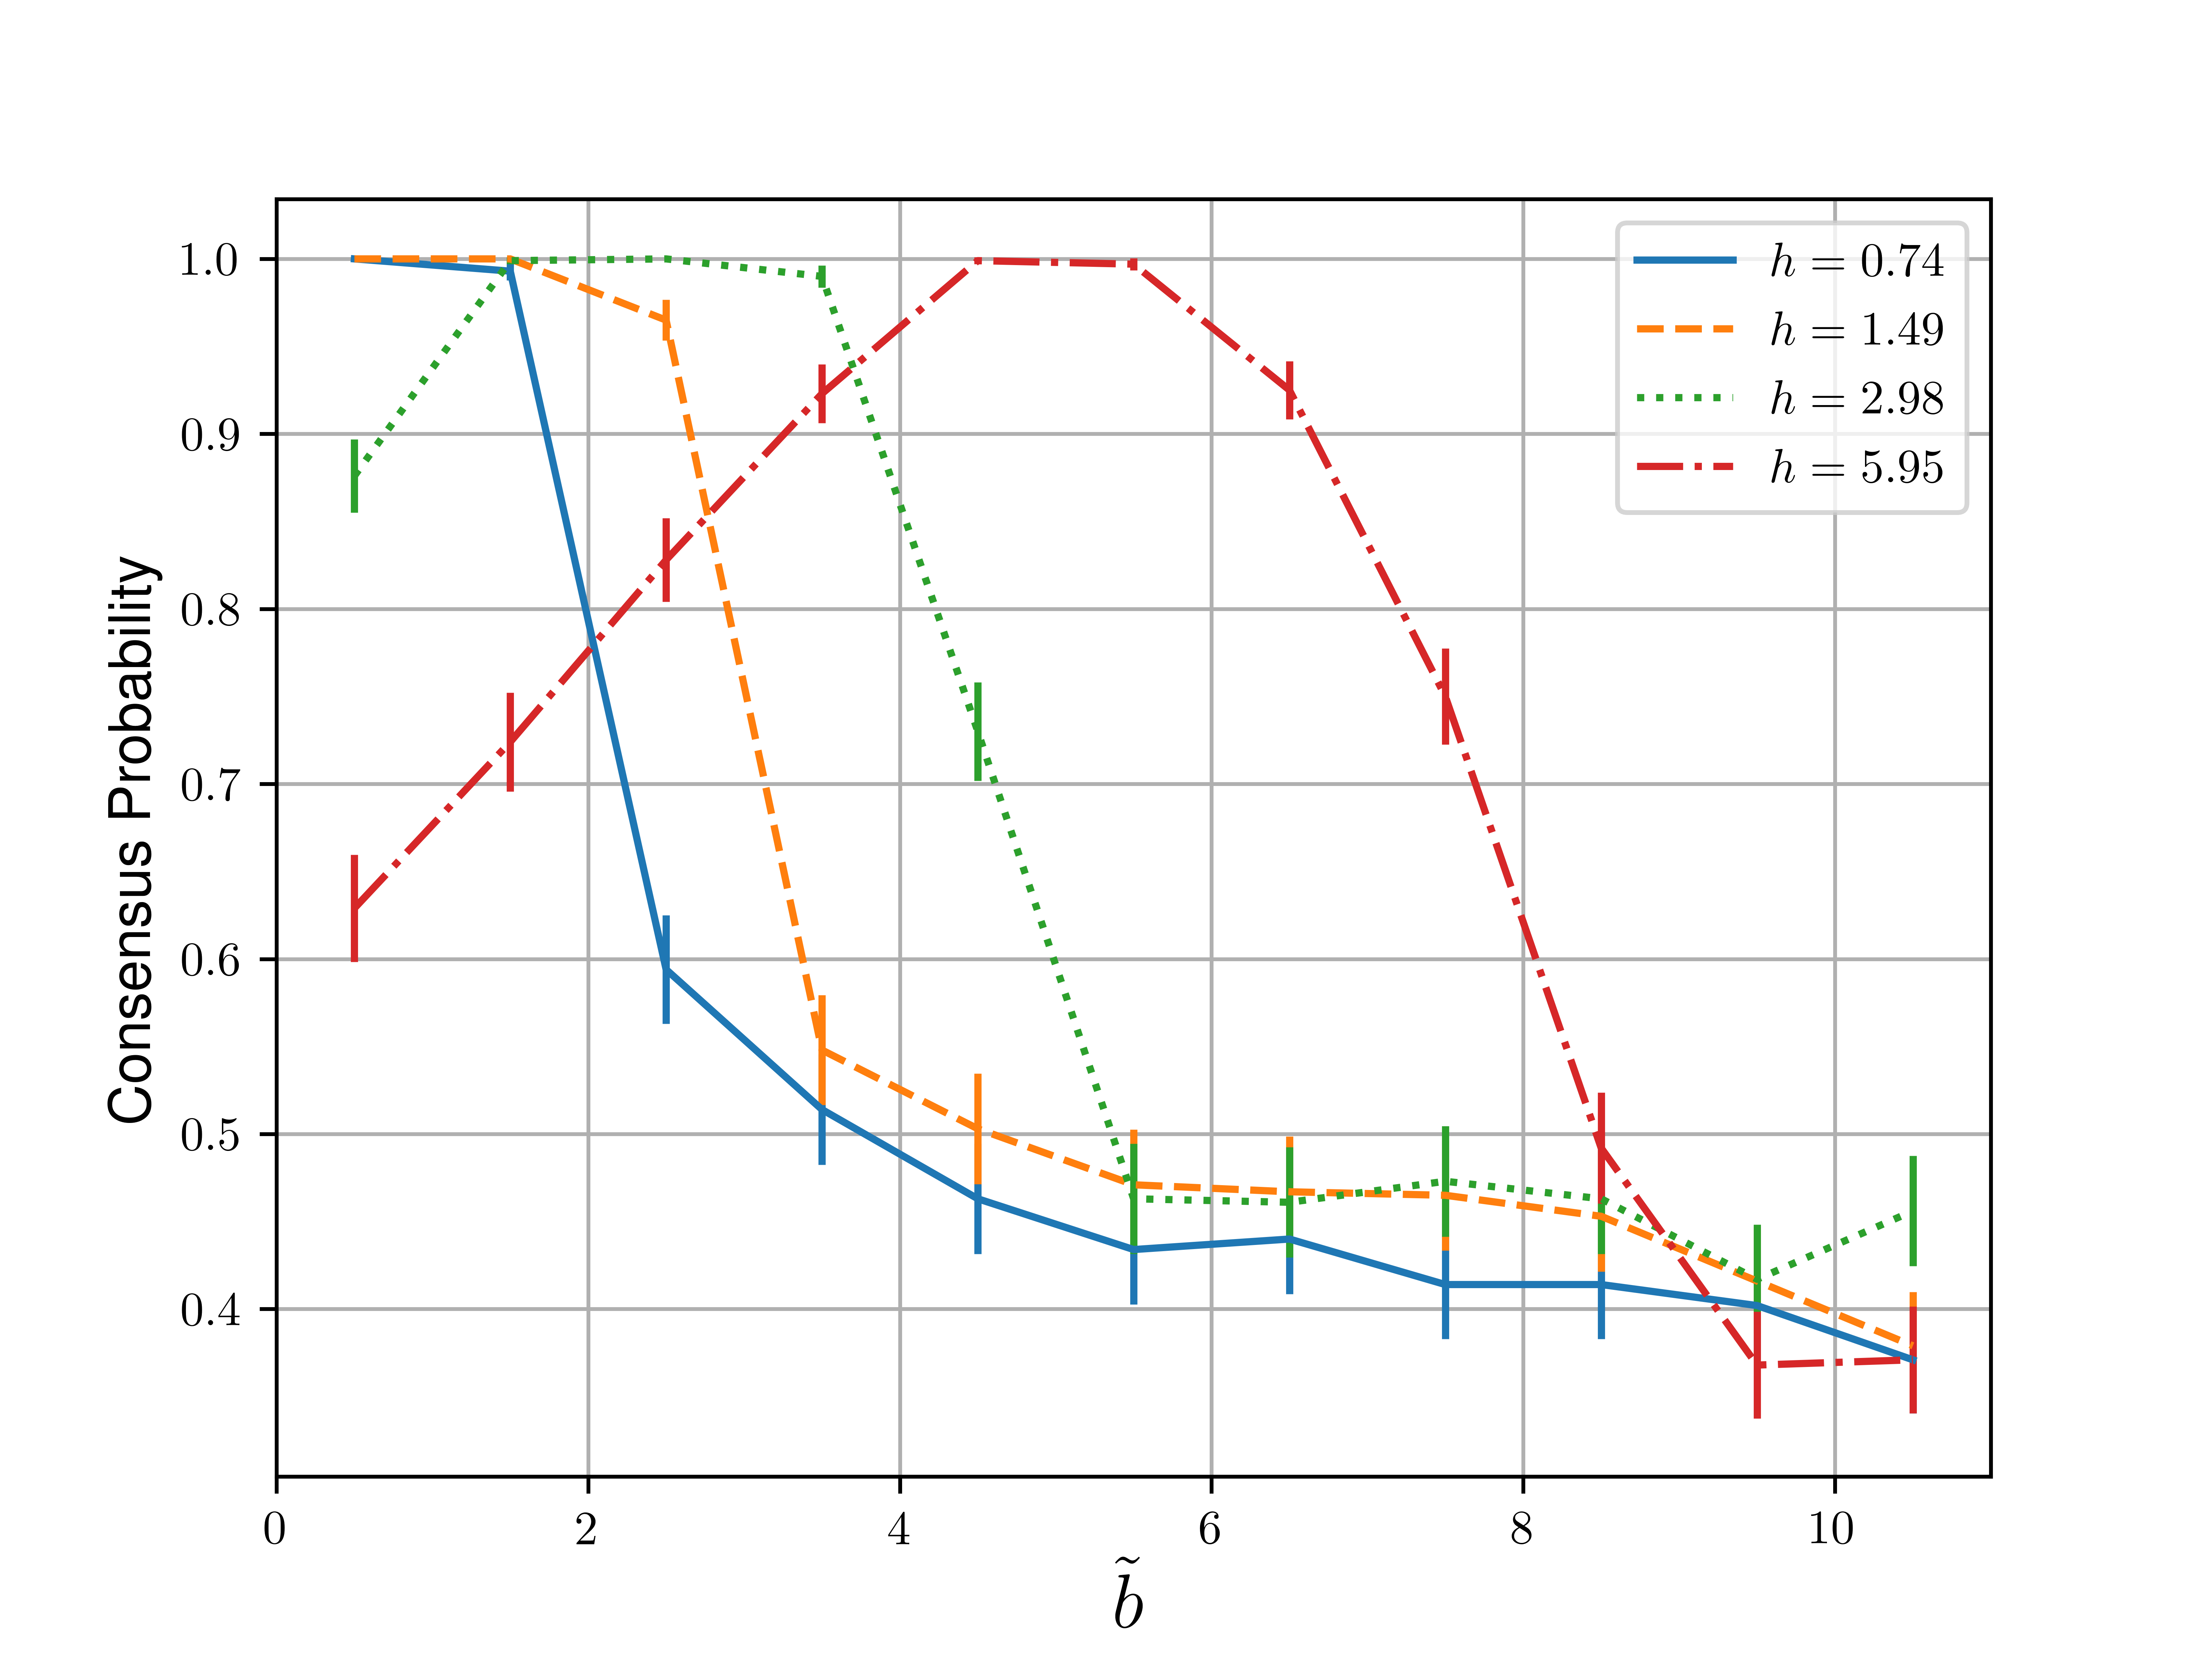 h = 0.74
h = 1.49
h = 2.98
h = 5.95
1.0
0.9
0.8
0.7
0.6
0.5
0.4
Consensus Probability
0 2 4 6 8 10
b̃